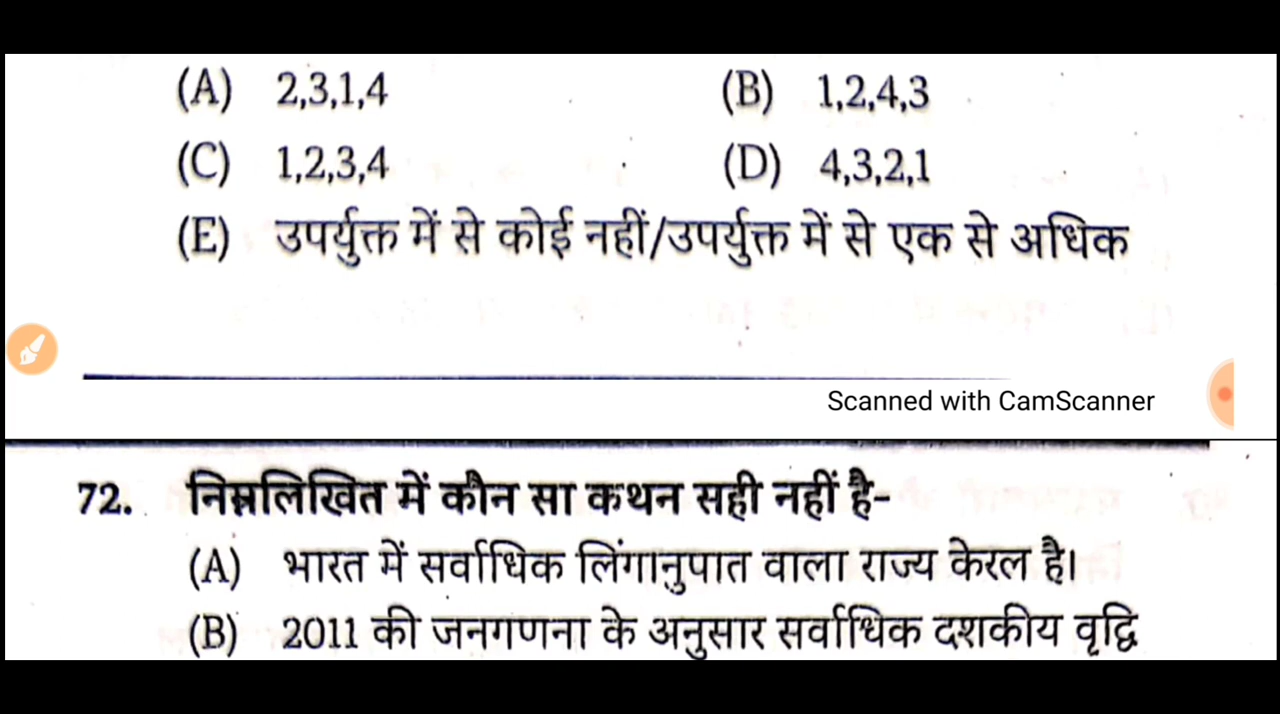 (A) 2,3,1,4 (B) 1,2,4,3
(C) 1,2,3,4 (D) 4,3,2,1
(E) उपर्युक्त में से कोई नहीं/उपर्युक्त में से एक से अधिक
Scanned with CamScanner
72. निम्नलिखित में कौन सा कथन सही नहीं है-
(A) भारत में सर्वाधिक लिंगानुपात वाला राज्य केरल है।
(B) 2011 की जनगणना के अनुसार सर्वाधिक दशकीय वृद्धि